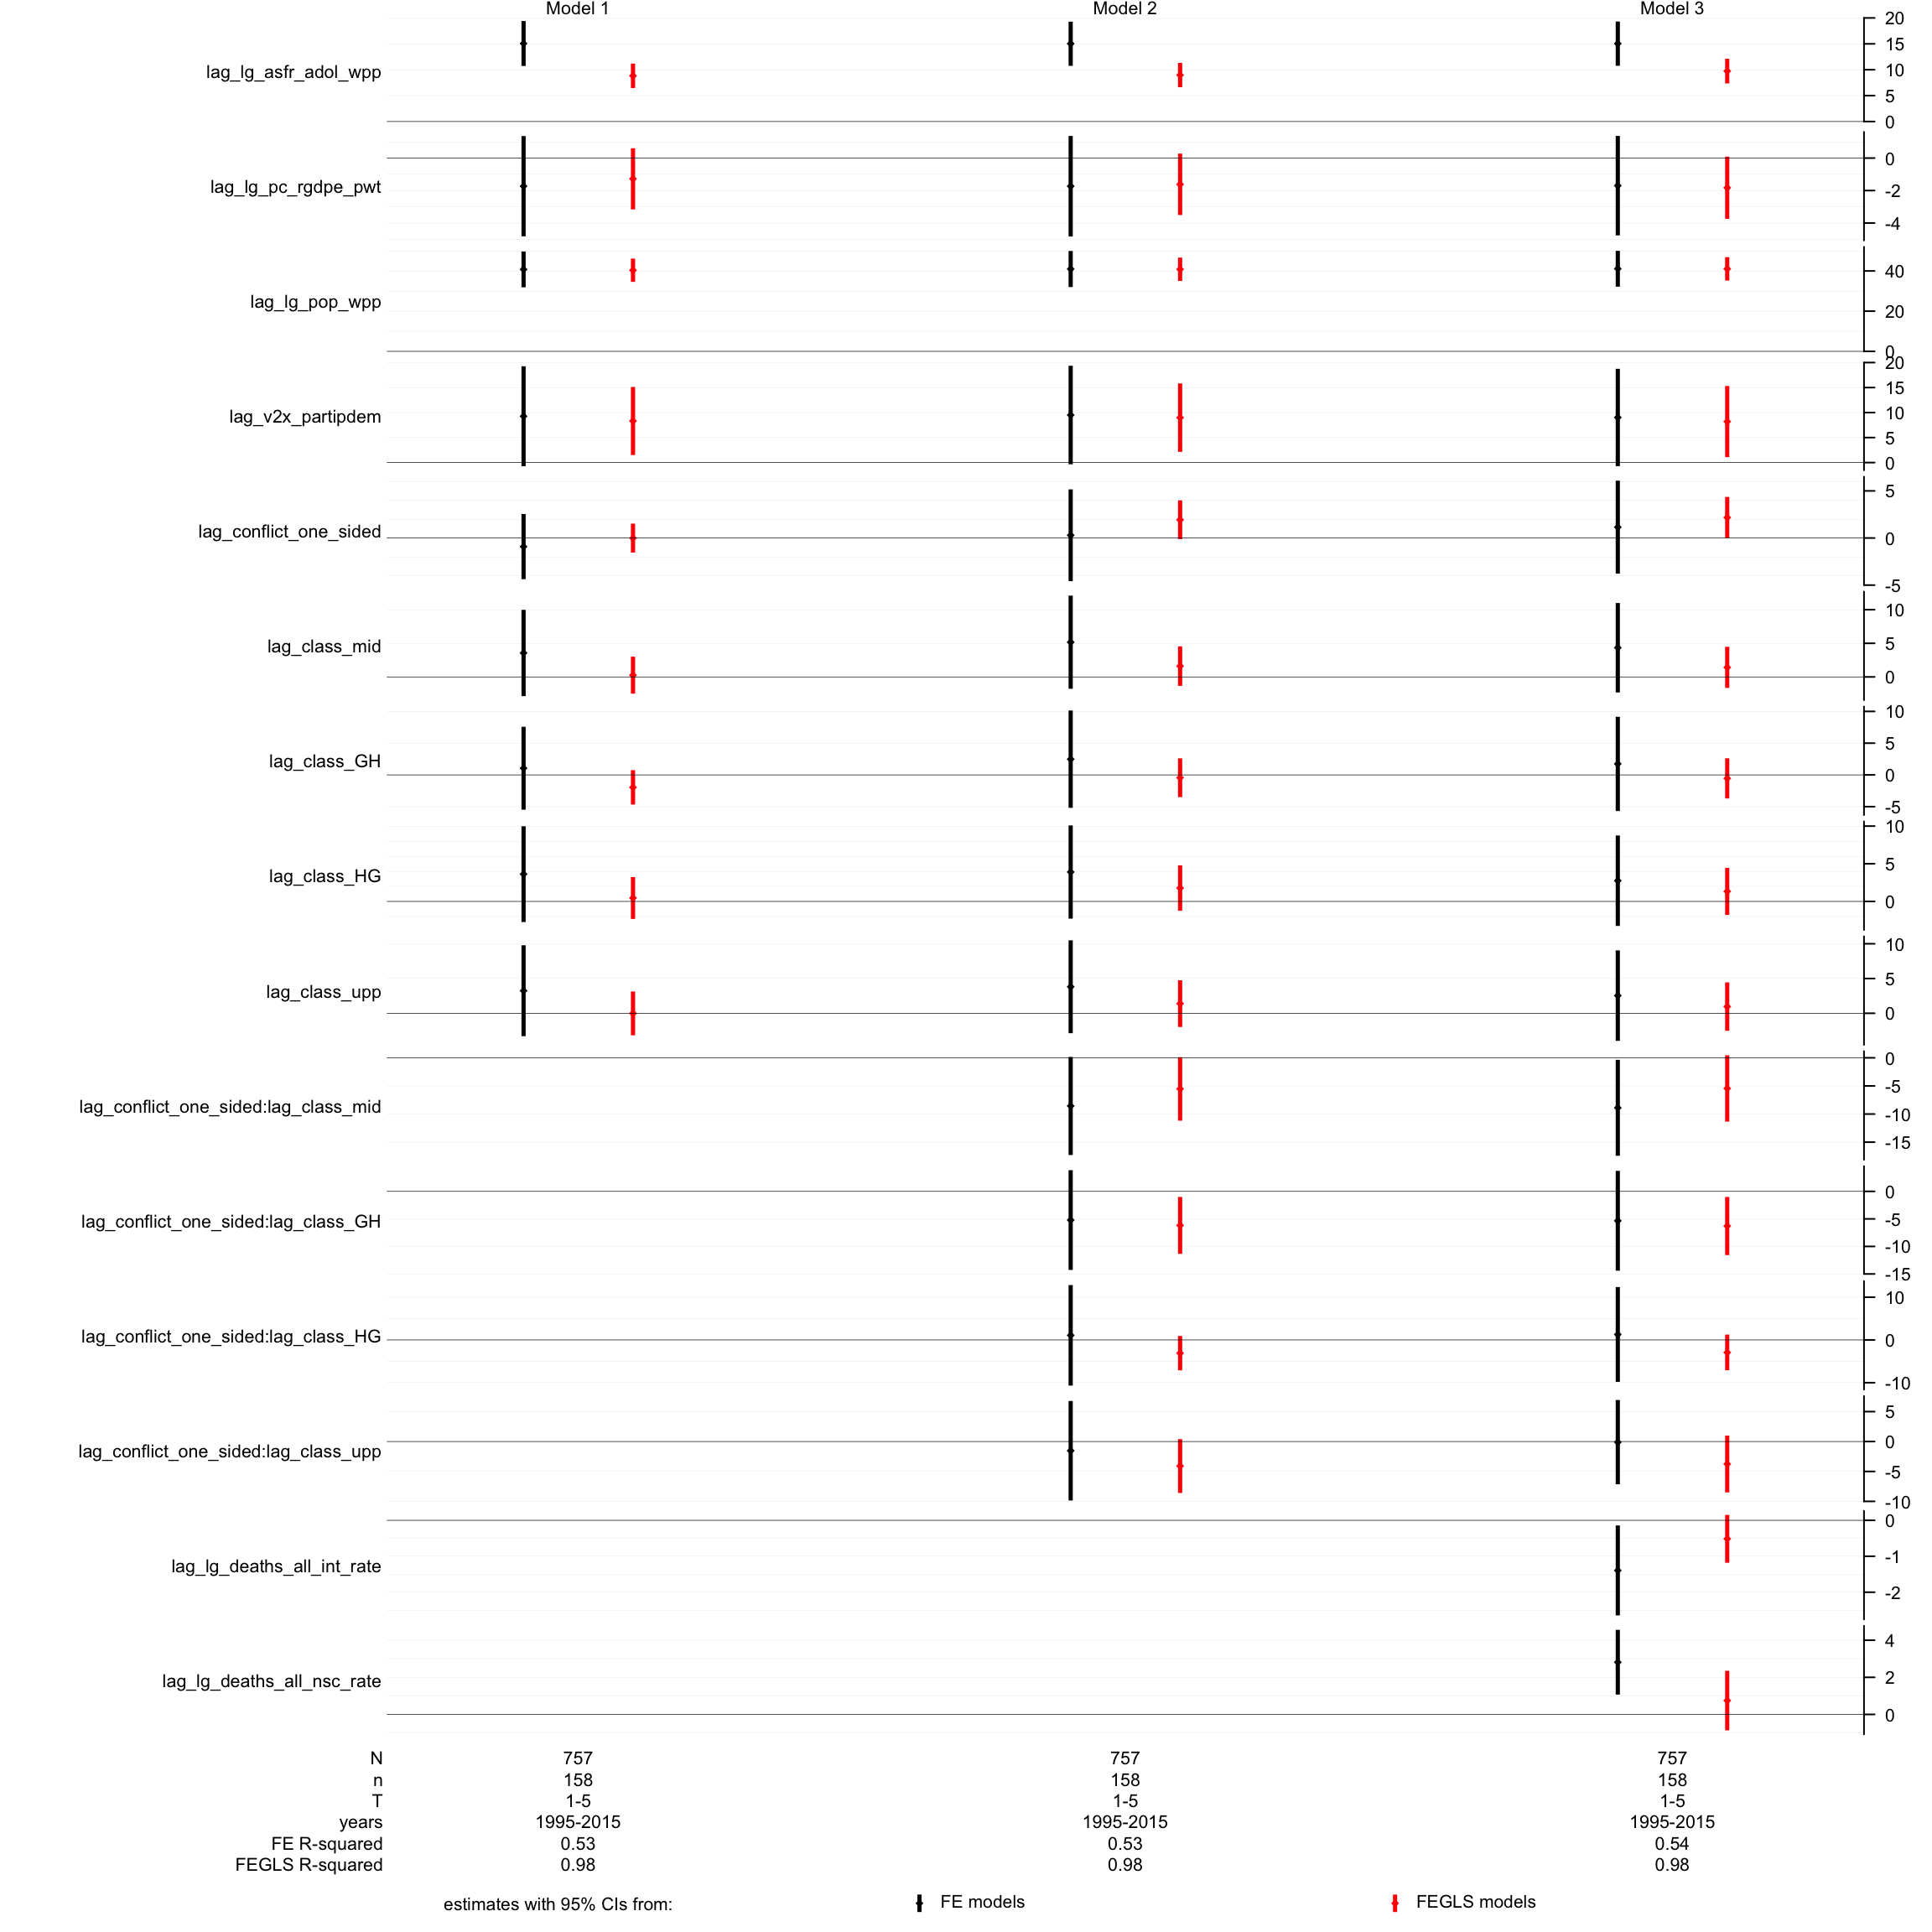 Model 1 Model 2 Model 3
lag_lg_asfr_adol_wpp 20 15 10 5 0
lag_lg_pc_rgdpe_pwt 0 -2 -4
lag_lg_pop_wpp 40 20 0
lag_v2x_partipdem 20 15 10 5 0
lag_conflict_one_sided 5 0 -5
lag_class_mid 10 5 0
lag_class_GH 10 5 0 -5
lag_class_HG 10 5 0
lag_class_upp 10 5 0
lag_conflict_one_sided:lag_class_mid 0 -5 -10 -15
lag_conflict_one_sided:lag_class_GH 0 -5 -10 -15
lag_conflict_one_sided:lag_class_HG 10 0 -10
lag_conflict_one_sided:lag_class_upp 5 0 -5 -10
lag_lg_deaths_all_int_rate 0 -1 -2
lag_lg_deaths_all_nsc_rate 4 2 0
N 757 757 757
n 158 158 158
T 1-5 1-5 1-5
years 1995-2015 1995-2015 1995-2015
FE R-squared 0.53 0.53 0.54
FEGLS R-squared 0.98 0.98 0.98
estimates with 95% CIs from: FE models FEGLS models